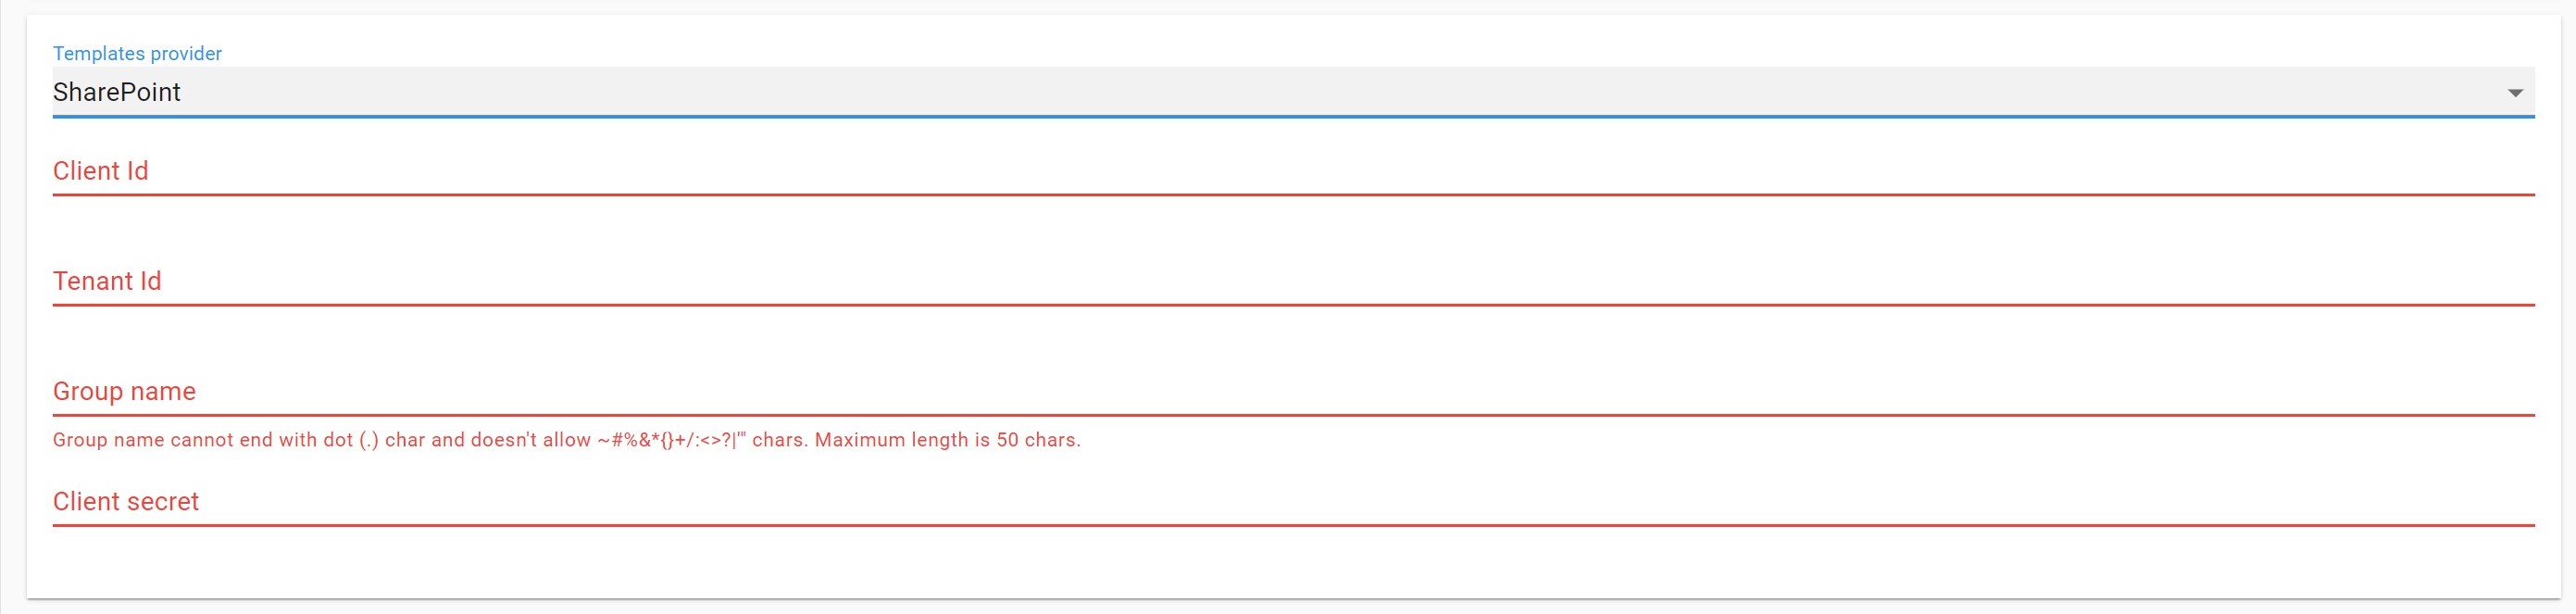 Templates provider
SharePoint
Client Id
Tenant Id
Group name
Group name cannot end with dot (.) char and doesn't allow ~#%&*{}+/:<>?|'" chars. Maximum length is 50 chars.
Client secret